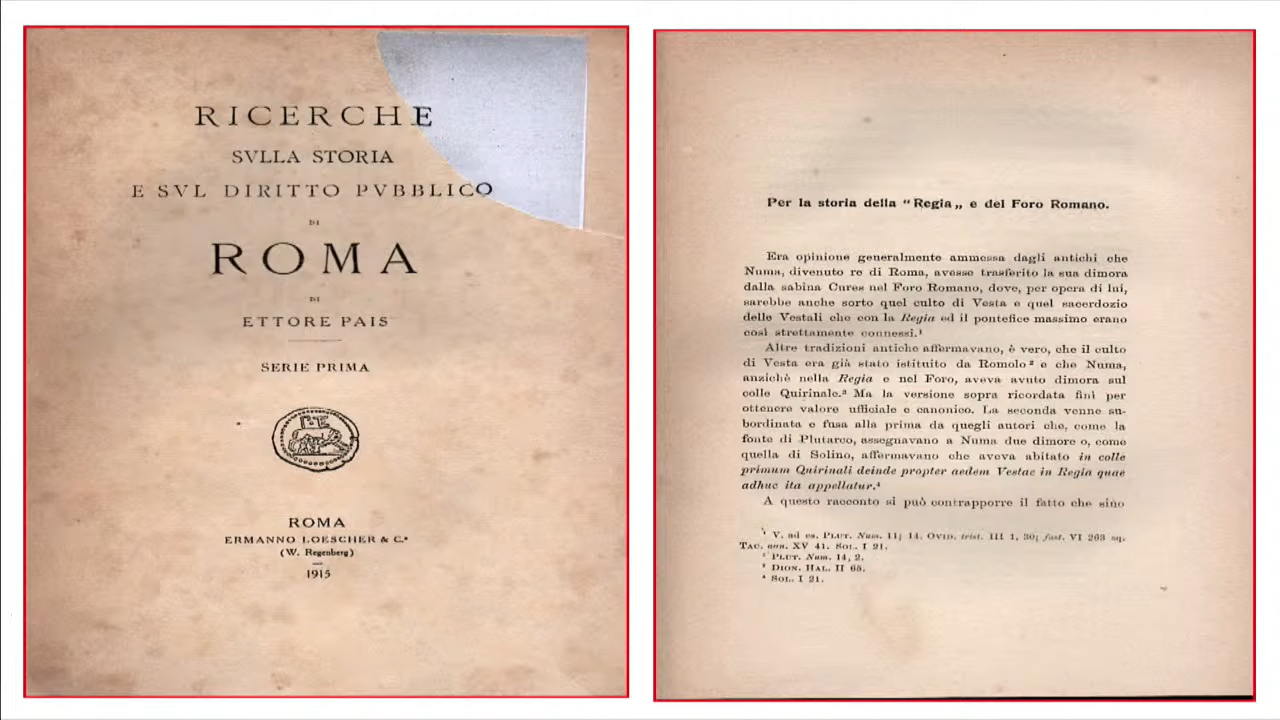 RICERCHE
SVLLA STORIA
E SVL DIRITTO PVBBLICO
DI
ROMA
DI
ETTORE PAIS
SERIE PRIMA
ROMA
ERMANNO LOESCHER & C.º
(W. Regenberg)
1915
Per la storia della "Regia„ e del Foro Romano.
Era opinione generalmente ammessa dagli antichi che
Numa, divenuto re di Roma, avesse trasferito la sua dimora
dalla sabina Cures nel Foro Romano, dove, per opera di lui,
sarebbe anche sorto quel culto di Vesta e quel sacerdozio
delle Vestali che con la Regia ed il pontefice massimo erano
così strettamente connessi.¹
Altre tradizioni antiche affermavano, è vero, che il culto
di Vesta era già stato istituito da Romolo² e che Numa,
anzichè nella Regia e nel Foro, aveva avuto dimora sul
colle Quirinale.³ Ma la versione sopra ricordata finì per
ottenere valore ufficiale e canonico. La seconda venne su-
bordinata e fusa alla prima da quegli autori che, come la
fonte di Plutarco, assegnavano a Numa due dimore o, come
quella di Solino, affermavano che aveva abitato in colle
primum Quirinali deinde propter aedem Vestae in Regia quae
adhuc ita appellatur.⁴
A questo racconto si può contrapporre il fatto che sino
¹ V. ad es. PLUT. Num. 11; 14. OVID. trist. III 1, 30; fast. VI 263 sq.
TAC. ann. XV 41. SOL. I 21.
² PLUT. Num. 14, 2.
³ DION. HAL. II 65.
⁴ SOL. I 21.